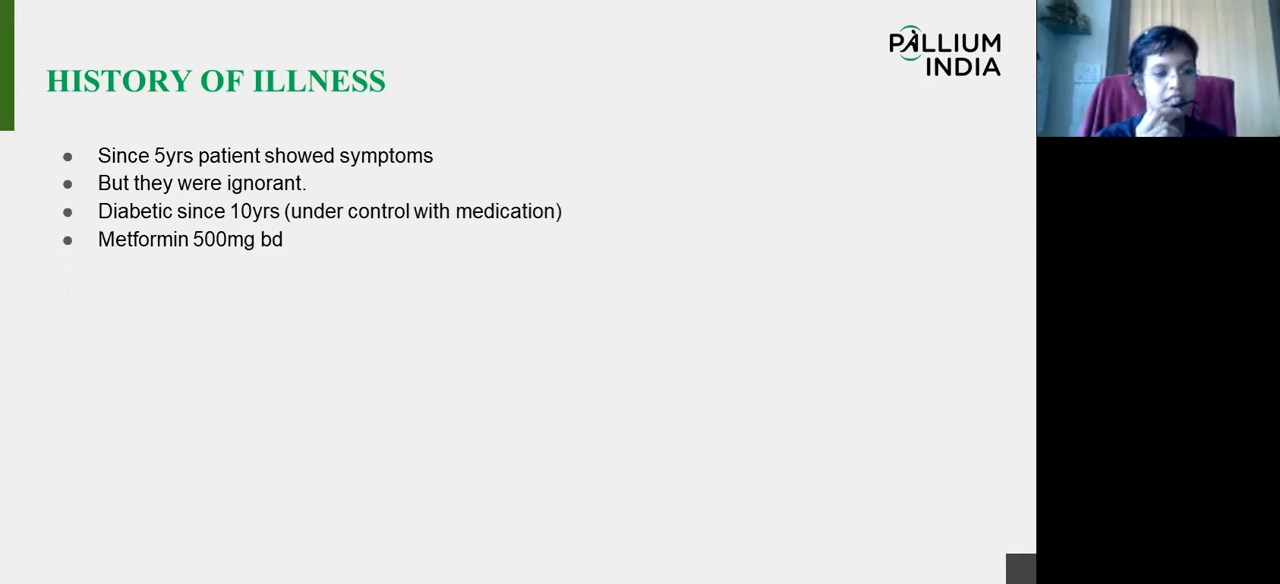 PALLIUM
INDIA
HISTORY OF ILLNESS
Since 5yrs patient showed symptoms
But they were ignorant.
Diabetic since 10yrs (under control with medication)
Metformin 500mg bd